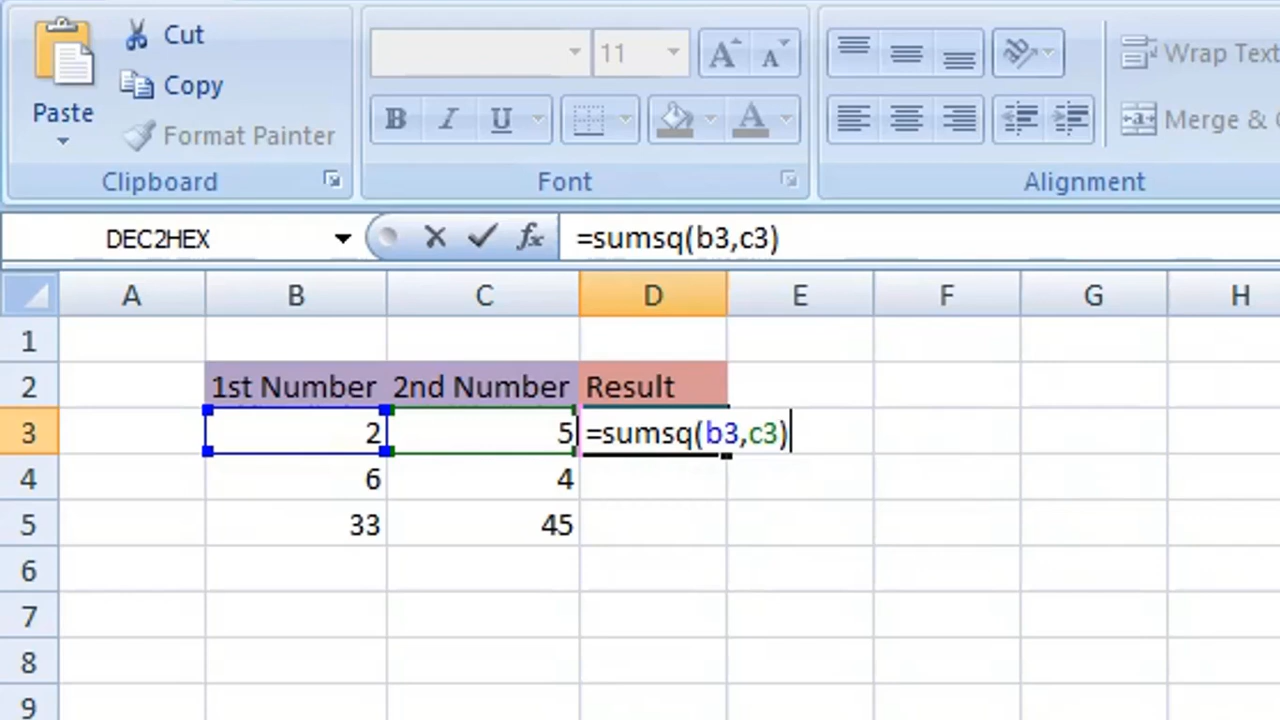 Cut
Copy
Paste
Format Painter
Clipboard
11
A A
B I U A
Font
Wrap Text
Merge &
Alignment
DEC2HEX
fx =sumsq(b3,c3)
A B C D E F G H
1
2 1st Number 2nd Number Result
3 2 5 =sumsq(b3,c3)
4 6 4
5 33 45
6
7
8
9